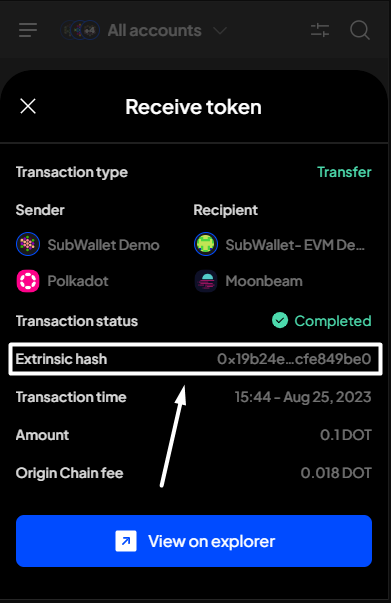 All accounts
Receive token
Transaction type Transfer
Sender Recipient
SubWallet Demo SubWallet- EVM De...
Polkadot Moonbeam
Transaction status Completed
Extrinsic hash 0x19b24e...cfe849be0
Transaction time 15:44 - Aug 25, 2023
Amount 0.1 DOT
Origin Chain fee 0.018 DOT
View on explorer